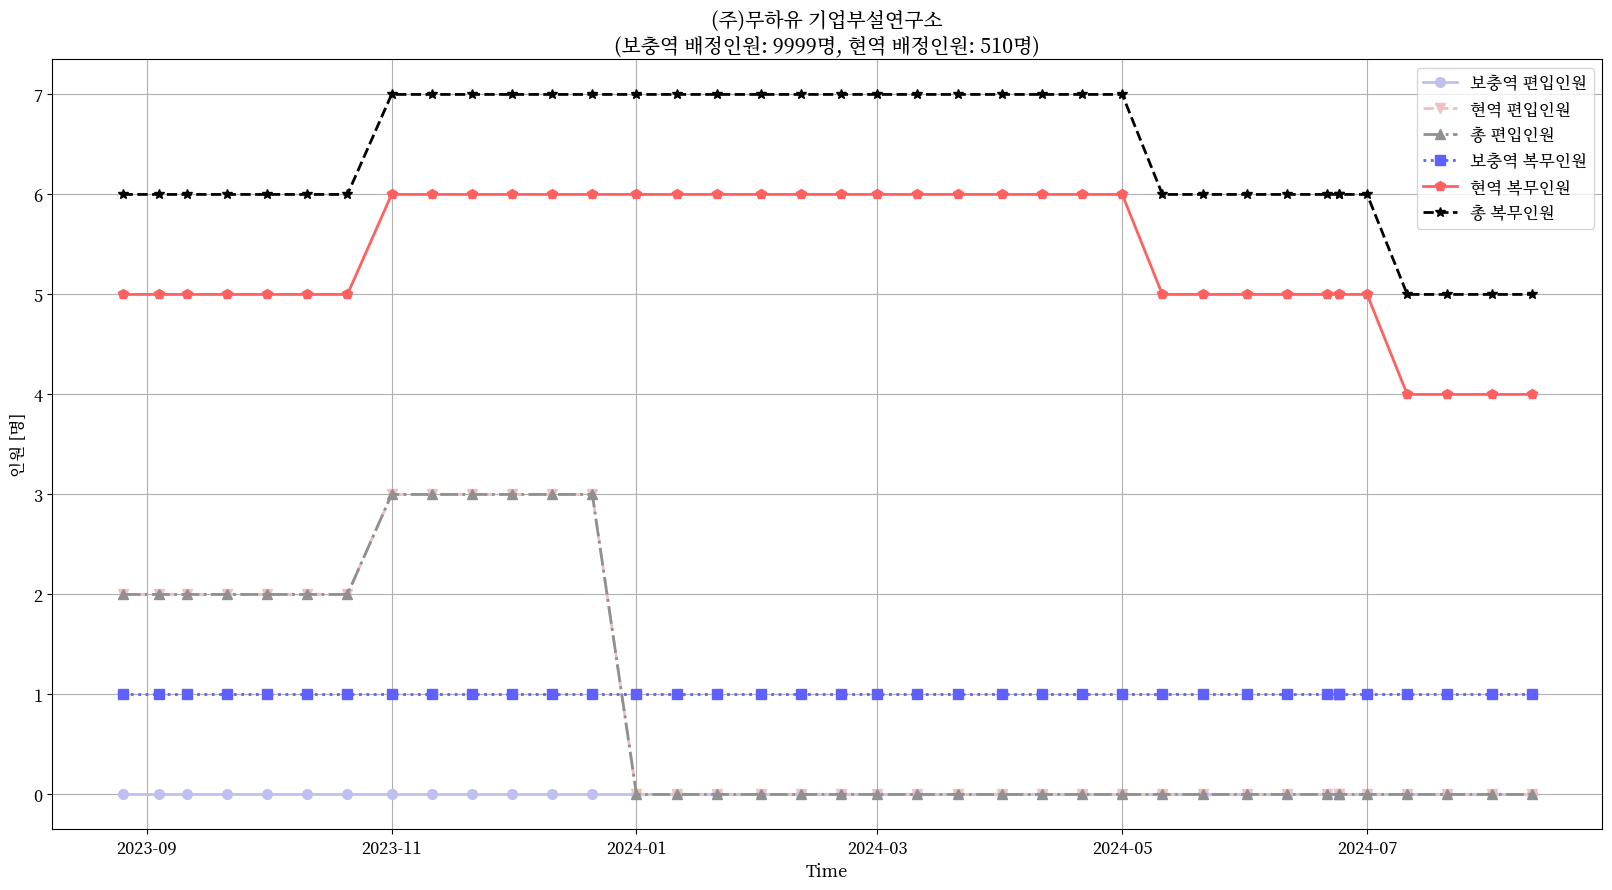 (주)무하유 기업부설연구소
(보충역 배정인원: 9999명, 현역 배정인원: 510명)
보충역 편입인원
현역 편입인원
총 편입인원
보충역 복무인원
현역 복무인원
총 복무인원
인원 [명]
7
6
5
4
3
2
1
0
2023-09
2023-11
2024-01
2024-03
2024-05
2024-07
Time